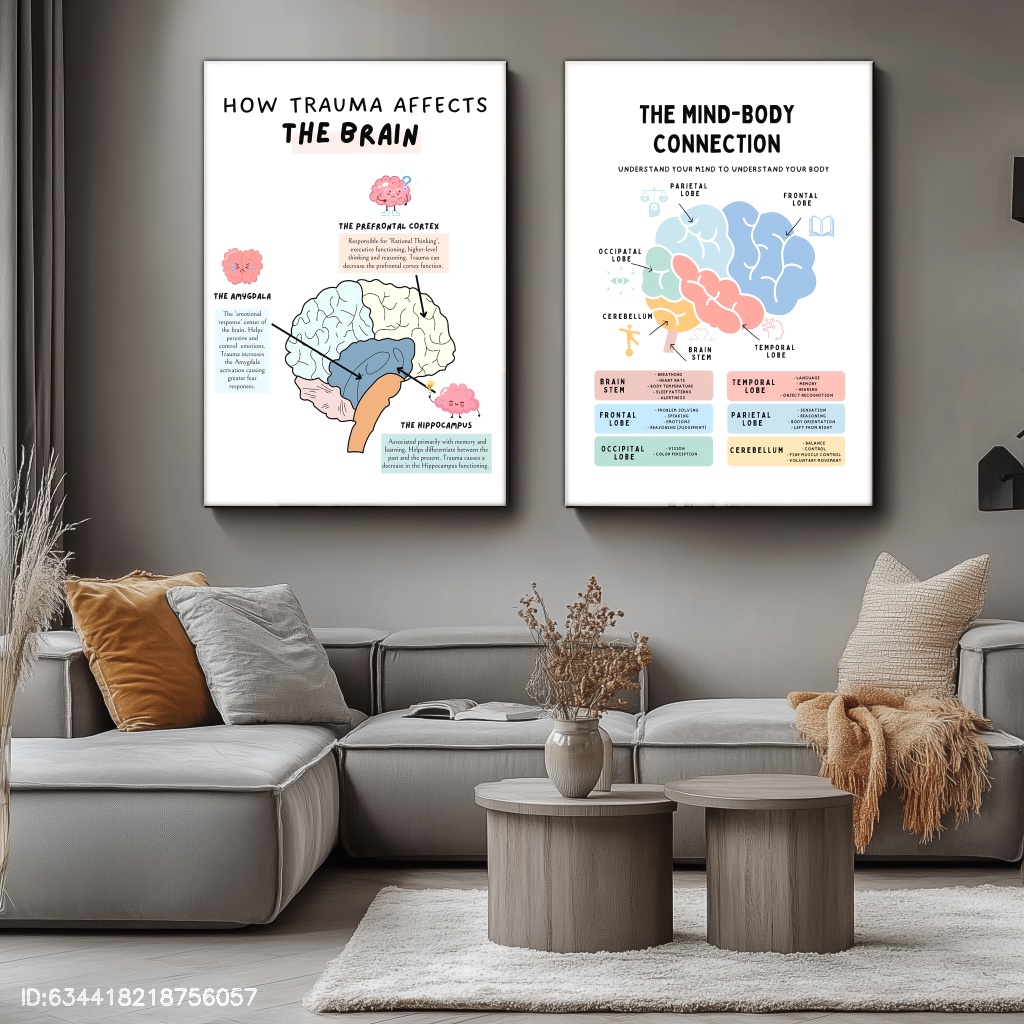 HOW TRAUMA AFFECTS
THE BRAIN
THE PREFRONTAL CORTEX
Responsible for 'Rational Thinking',
executive functioning, higher-level
thinking and reasoning. Trauma can
decrease the prefrontal cortex function.
THE AMYGDALA
The 'emotional
response' center of
the brain. Helps
perceive and
control emotions.
Trauma increases
the Amygdala
activation causing
greater fear
responses.
THE HIPPOCAMPUS
Associated primarily with memory and
learning. Helps differentiate between the
past and the present. Trauma causes a
decrease in the Hippocampus functioning.
THE MIND-BODY
CONNECTION
UNDERSTAND YOUR MIND TO UNDERSTAND YOUR BODY
PARIETAL
LOBE
FRONTAL
LOBE
OCCUPATAL
LOBE
CEREBELLUM
BRAIN
STEM
TEMPORAL
LOBE
BRAIN
STEM
- BREATHING
- HEART RATE
- BODY TEMPERATURE
- SLEEP PATTERNS
- ALERTNESS
TEMPORAL
LOBE
- LANGUAGE
- MEMORY
- HEARING
- OBJECT RECOGNITION
FRONTAL
LOBE
- PROBLEM SOLVING
- SPEAKING
- EMOTIONS
- REASONING (JUDGEMENT)
PARIETAL
LOBE
- SENSATION
- REASONING
- BODY ORIENTATION
- LEFT FROM RIGHT
OCCIPITAL
LOBE
- VISION
- COLOR PERCEPTION
CEREBELLUM
- BALANCE
- CONTROL
- FINE MUSCLE CONTROL
- VOLUNTARY MOVEMENT
ID:634418218756057